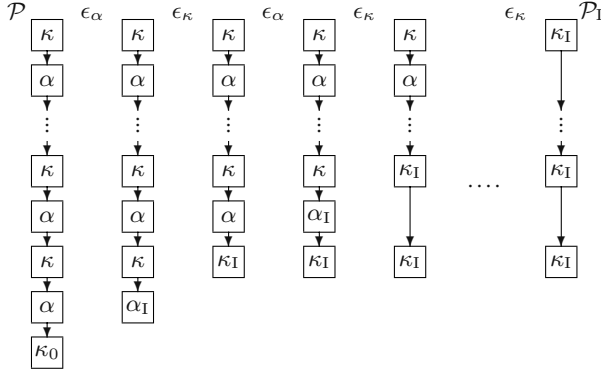 𝒫 ϵ_α ϵ_κ ϵ_α ϵ_κ ϵ_κ 𝒫_I
κ κ κ κ κ κ_I
α α α α α
⋮ ⋮ ⋮ ⋮ ⋮ ⋮
κ κ κ κ κ_I .... κ_I
α α α α_I
κ κ κ_I κ_I κ_I κ_I
α α_I
κ_0